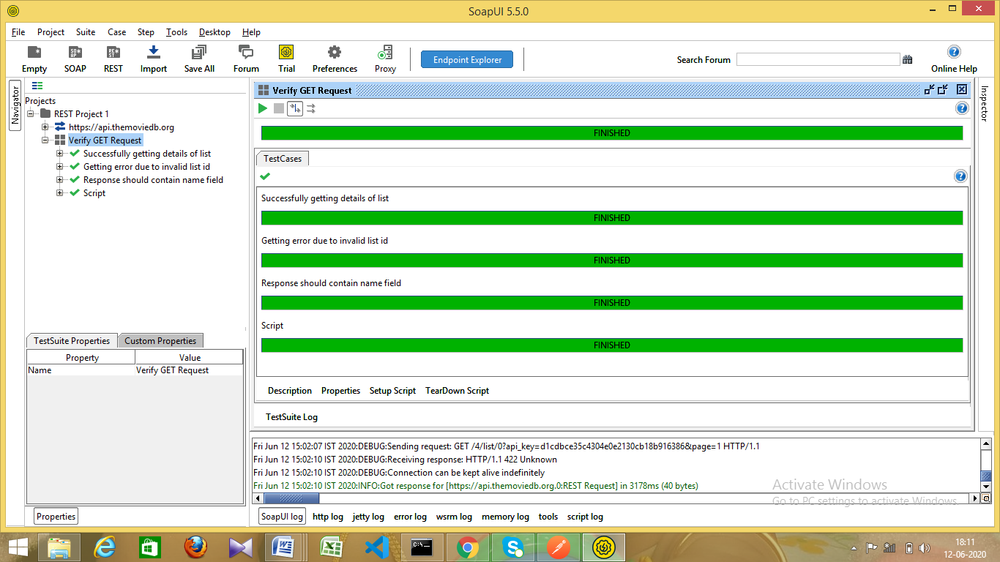 SoapUI 5.5.0
File Project Suite Case Step Tools Desktop Help
Empty SOAP REST Import Save All Forum Trial Preferences Proxy Endpoint Explorer Search Forum Online Help
Navigator
Projects
REST Project 1
https://api.themoviedb.org
Verify GET Request
Successfully getting details of list
Getting error due to invalid list id
Response should contain name field
Script
TestSuite Properties Custom Properties
Property Value
Name Verify GET Request
Properties
Verify GET Request
FINISHED
TestCases
Successfully getting details of list
FINISHED
Getting error due to invalid list id
FINISHED
Response should contain name field
FINISHED
Script
FINISHED
Description Properties Setup Script TearDown Script
TestSuite Log
Inspector
Fri Jun 12 15:02:07 IST 2020:DEBUG:Sending request: GET /4/list/0?api_key=d1cdbce35c4304e0e2130cb18b916386&page=1 HTTP/1.1
Fri Jun 12 15:02:10 IST 2020:DEBUG:Receiving response: HTTP/1.1 422 Unknown
Fri Jun 12 15:02:10 IST 2020:DEBUG:Connection can be kept alive indefinitely
Fri Jun 12 15:02:10 IST 2020:INFO:Got response for [https://api.themoviedb.org.0:REST Request] in 3178ms (40 bytes)
Activate Windows
Go to PC settings to activate Windows.
SoapUI log http log jetty log error log wsrm log memory log tools script log
18:11
12-06-2020